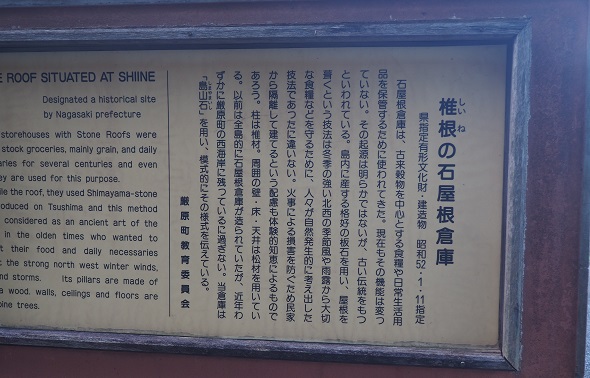 E ROOF SITUATED AT SHIINE
Designated a historical site
by Nagasaki prefecture
storehouses with Stone Roofs were
stock groceries, mainly grain, and daily
aries for several centuries and even
ey are used for this purpose.
ile the roof, they used Shimayama-stone
oduced on Tsushima and this method
considered as an ancient art of the
in the olden times who wanted to
t their food and daily necessaries
t the strong north west winter winds,
nd storms. Its pillars are made of
a wood. walls, ceilings and floors are
pine trees.
椎根の石屋根倉庫
しいね
県指定有形文化財・建造物 昭和52・1・11指定
石屋根倉庫は、古来穀物を中心とする食糧や日常生活用
品を保管するために使われてきた。現在もその機能は変っ
ていない。その起源は明らかではないが、古い伝統をもつ
といわれている。島内に産する格好の板石を用い、屋根を
葺くという技法は冬季の強い北西の季節風や雨露から大切
な食糧などを守るために、人々が自然発生的に考え出した
技法であったに違いない。火事による損害を防ぐため民家
から隔離して建てるという配慮も体験的知恵によるもので
あろう。柱は椎材。周囲の壁・床・天井は松材を用いてい
る。以前は全島的に石屋根倉庫が造られていたが、近年わ
ずかに厳原町の西海岸に残っているに過ぎない。当倉庫は
「島山石」を用い、模式的にその様式を伝えている。
厳原町教育委員会